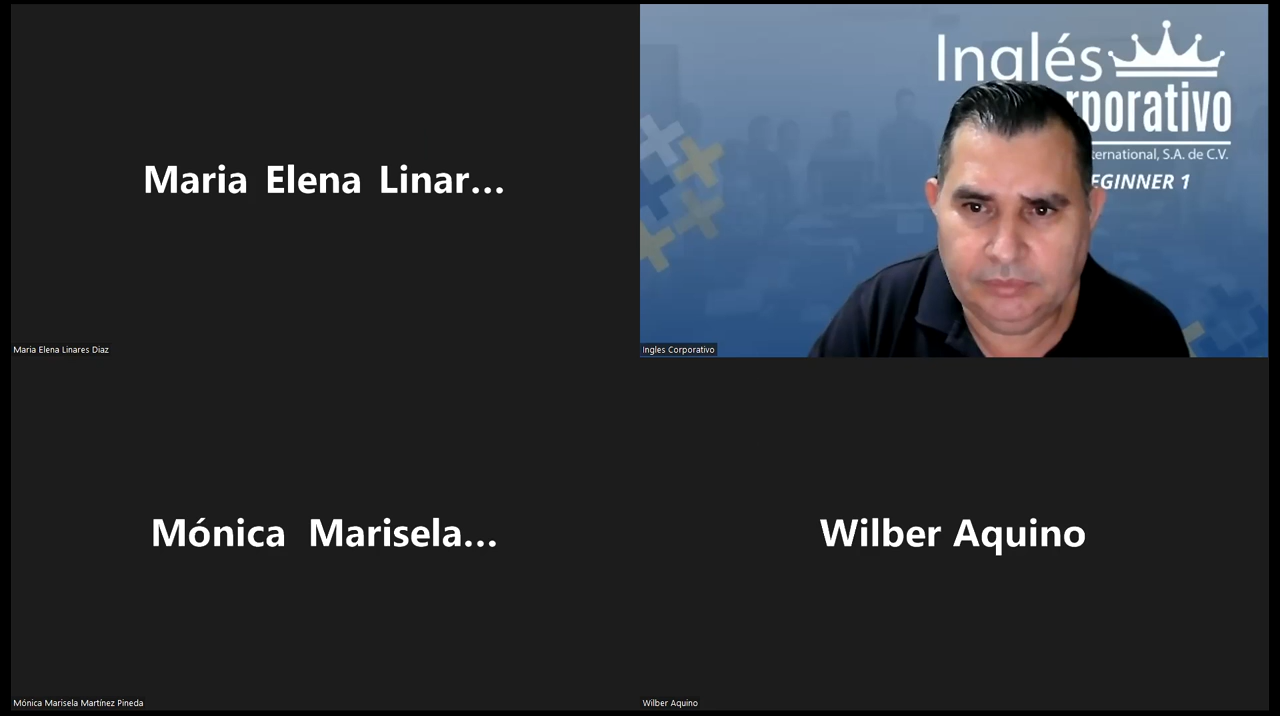 Maria Elena Linar...
Maria Elena Linares Diaz
Inglés
rporativo
ternational, S.A. de C.V.
EGINNER 1
Ingles Corporativo
Mónica Marisela...
Mónica Marisela Martínez Pineda
Wilber Aquino
Wilber Aquino